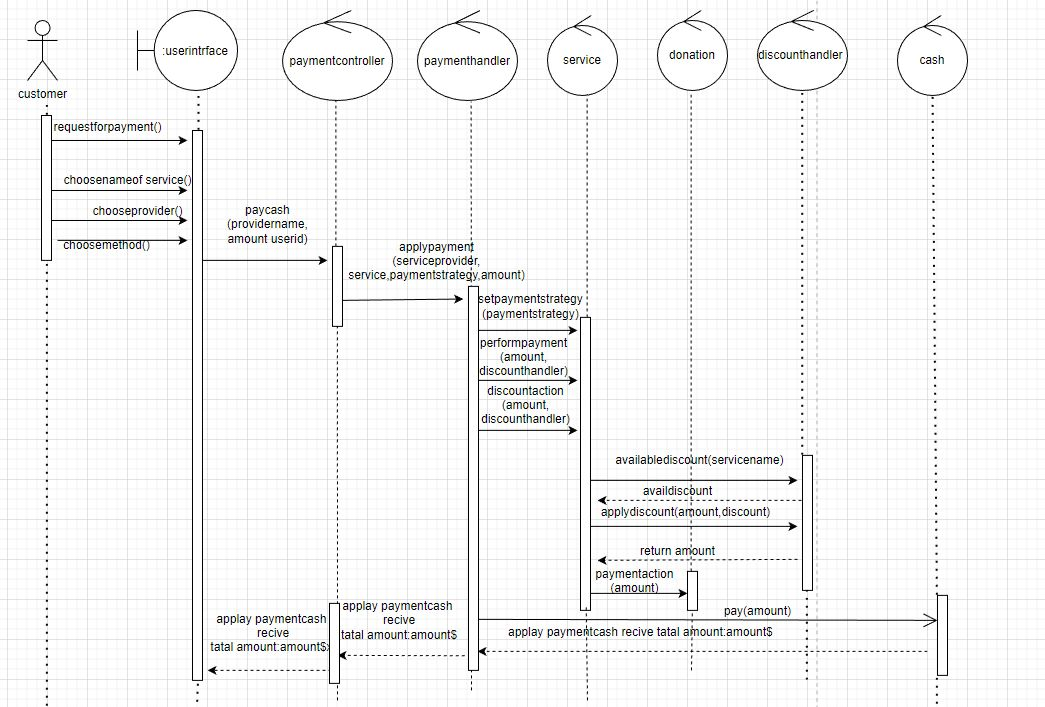 customer
:userintrface
paymentcontroller
paymenthandler
service
donation
discounthandler
cash
requestforpayment()
choosenameof service()
chooseprovider()
choosemethod()
paycash
(providername,
amount userid)
applypayment
(serviceprovider,
service,paymentstrategy,amount)
setpaymentstrategy
(paymentstrategy)
performpayment
(amount,
discounthandler)
discountaction
(amount,
discounthandler)
availablediscount(servicename)
availdiscount
applydiscount(amount,discount)
return amount
paymentaction
(amount)
pay(amount)
applay paymentcash recive tatal amount:amount$
applay paymentcash
recive
tatal amount:amount$
applay paymentcash
recive
tatal amount:amount$